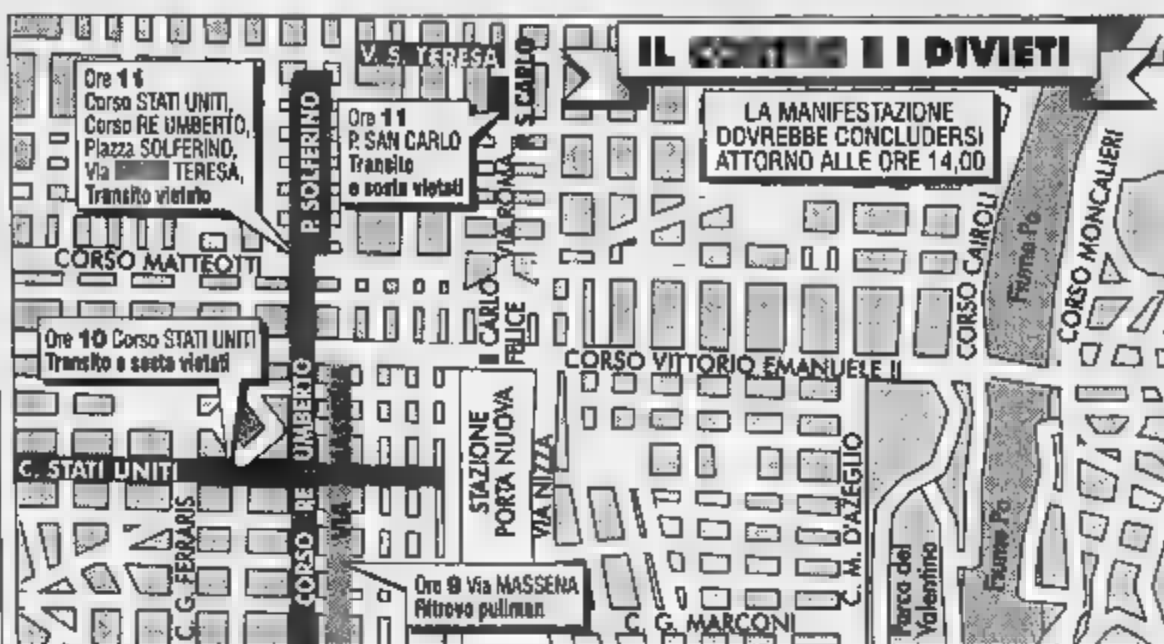 IL I DIVIETI
V. S. TERESA
S. CARLO
Ore 11
Corso STATI UNITI,
Corso RE UMBERTO,
Piazza SOLFERINO,
Via TERESA,
Transito vietato
P. SOLFERINO
Ore 11
P. SAN CARLO
Transito
e sosta vietati
LA MANIFESTAZIONE
DOVREBBE CONCLUDERSI
ATTORNO ALLE ORE 14,00
VIA ROMA
CORSO MATTEOTTI
CORSO CAIROLI
Fiume Po
CORSO MONCALIERI
Ore 10 Corso STATI UNITI
Transito e sosta vietati
CARLO
FELICE
CORSO VITTORIO EMANUELE II
CORSO RE UMBERTO
C. STATI UNITI
STAZIONE
PORTA NUOVA
VIA NIZZA
VIA
C. G. FERRARIS
C. M. D'AZEGLIO
Parco del
Valentino
Fiume Po
Ore 9 Via MASSENA
Ritrovo pullman
C. G. MARCONI